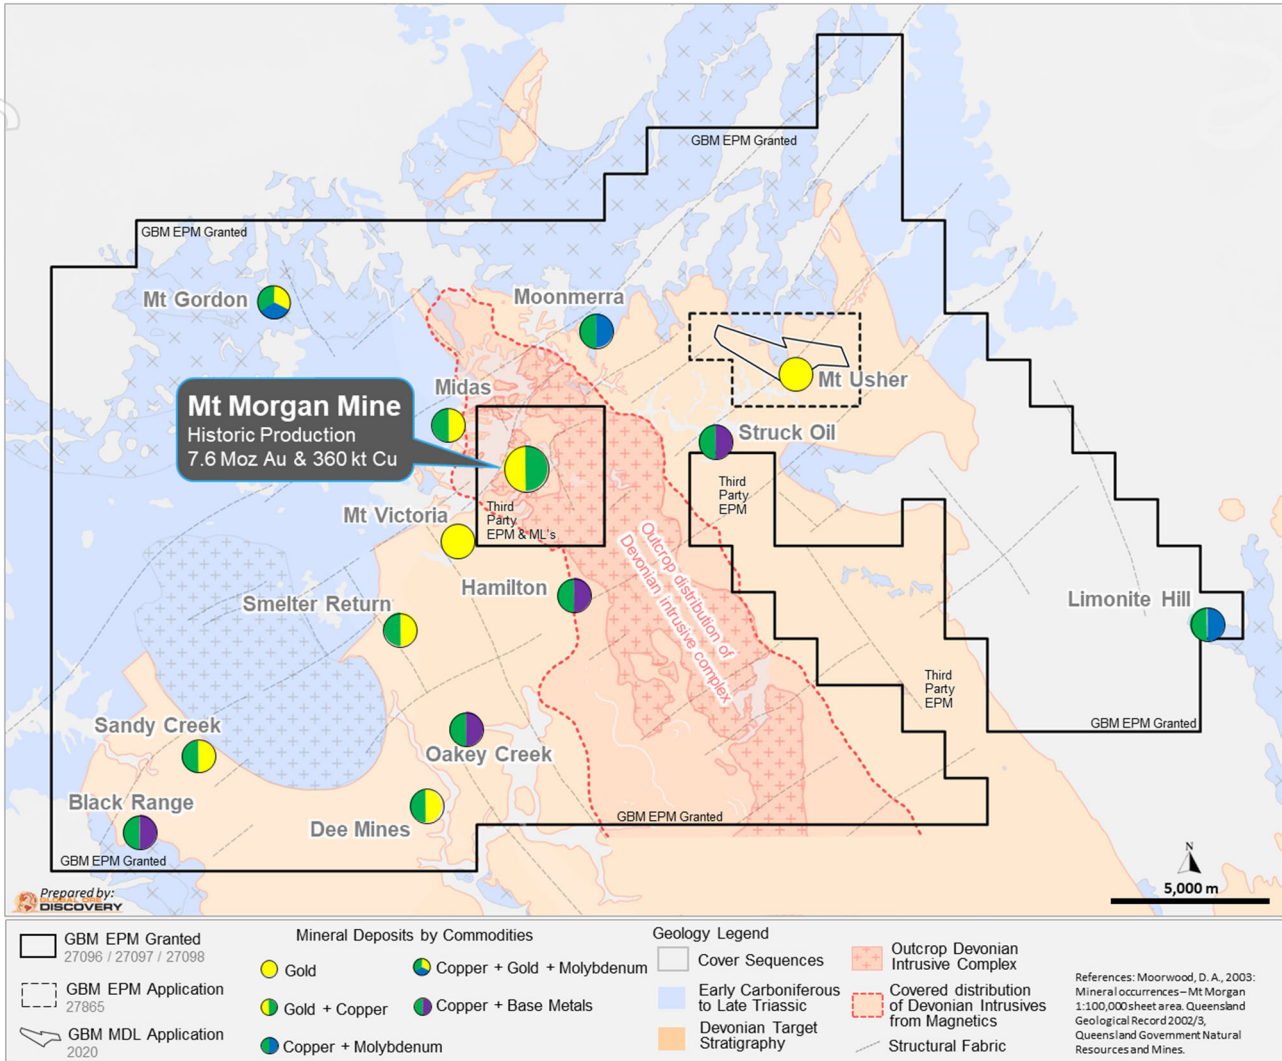 GBM EPM Granted
GBM EPM Granted
Mt Gordon
Moonmerra
Midas
Mt Usher
Mt Morgan Mine
Historic Production
7.6 Moz Au & 360 kt Cu
Struck Oil
Third
Party
EPM
Mt Victoria
Third
Party
EPM & ML's
Outcrop distribution of
Devonian intrusive complex
Hamilton
Limonite Hill
Smelter Return
Third
Party
EPM
Sandy Creek
GBM EPM Granted
Oakey Creek
Black Range
Dee Mines
GBM EPM Granted
GBM EPM Granted
N
5,000 m
Prepared by:
GLOBAL ORE
DISCOVERY
GBM EPM Granted
27096 / 27097 / 27098
GBM EPM Application
27865
GBM MDL Application
2020
Mineral Deposits by Commodities
Gold
Gold + Copper
Copper + Molybdenum
Copper + Gold + Molybdenum
Copper + Base Metals
Geology Legend
Cover Sequences
Early Carboniferous
to Late Triassic
Devonian Target
Stratigraphy
Outcrop Devonian
Intrusive Complex
Covered distribution
of Devonian Intrusives
from Magnetics
Structural Fabric
References: Moorwood, D. A., 2003:
Mineral occurrences – Mt Morgan
1:100,000 sheet area. Queensland
Geological Record 2002/3,
Queensland Government Natural
Resources and Mines.